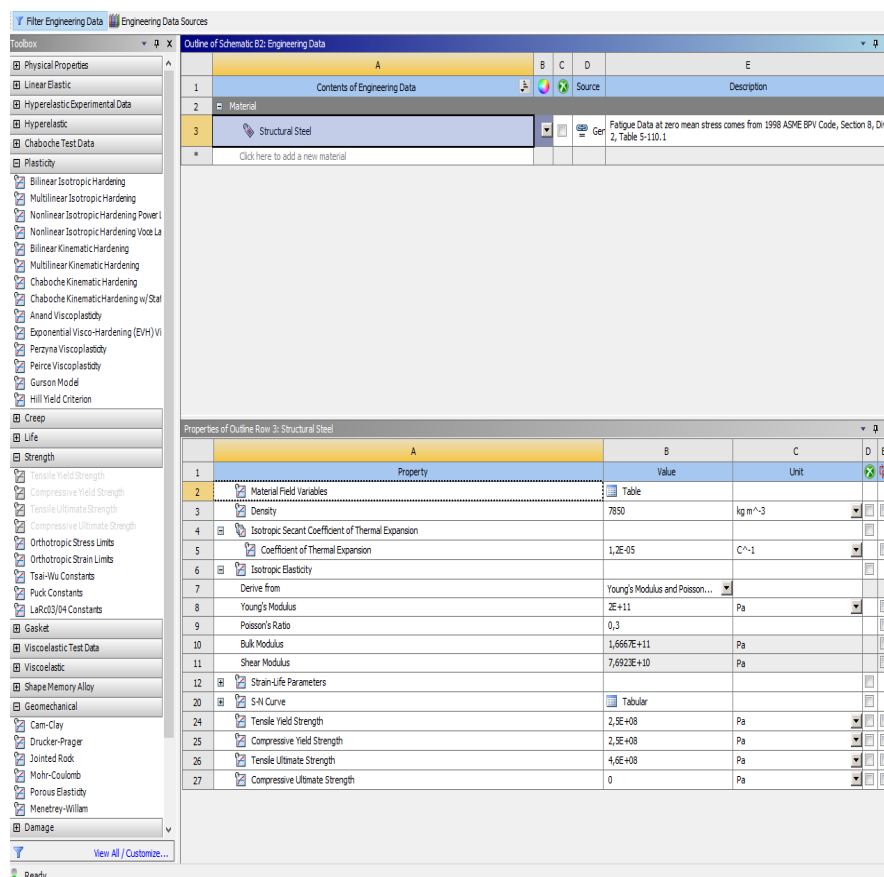 Filter Engineering Data Engineering Data Sources
Toolbox
Physical Properties
Linear Elastic
Hyperelastic Experimental Data
Hyperelastic
Chaboche Test Data
Plasticity
Bilinear Isotropic Hardening
Multilinear Isotropic Hardening
Nonlinear Isotropic Hardening Power L
Nonlinear Isotropic Hardening Voce La
Bilinear Kinematic Hardening
Multilinear Kinematic Hardening
Chaboche Kinematic Hardening
Chaboche Kinematic Hardening w/Stat
Anand Viscoplasticity
Exponential Visco-Hardening (EVH) Vi
Perzyna Viscoplasticity
Peirce Viscoplasticity
Gurson Model
Hill Yield Criterion
Creep
Life
Strength
Tensile Yield Strength
Compressive Yield Strength
Tensile Ultimate Strength
Compressive Ultimate Strength
Orthotropic Stress Limits
Orthotropic Strain Limits
Tsai-Wu Constants
Puck Constants
LaRc03/04 Constants
Gasket
Viscoelastic Test Data
Viscoelastic
Shape Memory Alloy
Geomechanical
Cam-Clay
Drucker-Prager
Jointed Rock
Mohr-Coulomb
Porous Elasticity
Menetrey-Willam
Damage
View All / Customize...
Ready
Outline of Schematic B2: Engineering Data
A B C D E
1 Contents of Engineering Data Source Description
2 Material
3 Structural Steel Gen Fatigue Data at zero mean stress comes from 1998 ASME BPV Code, Section 8, Div
2, Table 5-110.1
* Click here to add a new material
Properties of Outline Row 3: Structural Steel
A B C D E
1 Property Value Unit
2 Material Field Variables Table
3 Density 7850 kg m^-3
4 Isotropic Secant Coefficient of Thermal Expansion
5 Coefficient of Thermal Expansion 1,2E-05 C^-1
6 Isotropic Elasticity
7 Derive from Young's Modulus and Poisson...
8 Young's Modulus 2E+11 Pa
9 Poisson's Ratio 0,3
10 Bulk Modulus 1,6667E+11 Pa
11 Shear Modulus 7,6923E+10 Pa
12 Strain-Life Parameters
20 S-N Curve Tabular
24 Tensile Yield Strength 2,5E+08 Pa
25 Compressive Yield Strength 2,5E+08 Pa
26 Tensile Ultimate Strength 4,6E+08 Pa
27 Compressive Ultimate Strength 0 Pa